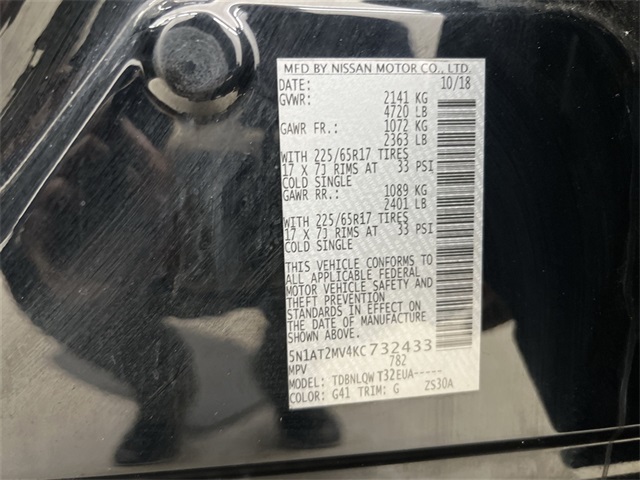 MFD BY NISSAN MOTOR CO., LTD.
DATE: 10/18
GVWR: 2141 KG
4720 LB
GAWR FR.: 1072 KG
2363 LB
WITH 225/65R17 TIRES
17 X 7J RIMS AT 33 PSI
COLD SINGLE
GAWR RR.: 1089 KG
2401 LB
WITH 225/65R17 TIRES
17 X 7J RIMS AT 33 PSI
COLD SINGLE
THIS VEHICLE CONFORMS TO
ALL APPLICABLE FEDERAL
MOTOR VEHICLE SAFETY AND
THEFT PREVENTION
STANDARDS IN EFFECT ON
THE DATE OF MANUFACTURE
SHOWN ABOVE.
5N1AT2MV4KC732433
MPV 782
MODEL: TDBNLQW T32EUA-----
COLOR: G41 TRIM: G ZS30A